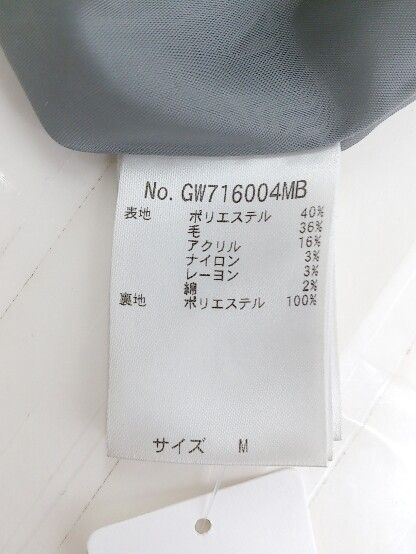 No. GW716004MB
表地 ポリエステル 40%
毛 36%
アクリル 16%
ナイロン 3%
レーヨン 3%
綿 2%
裏地 ポリエステル 100%
サイズ M